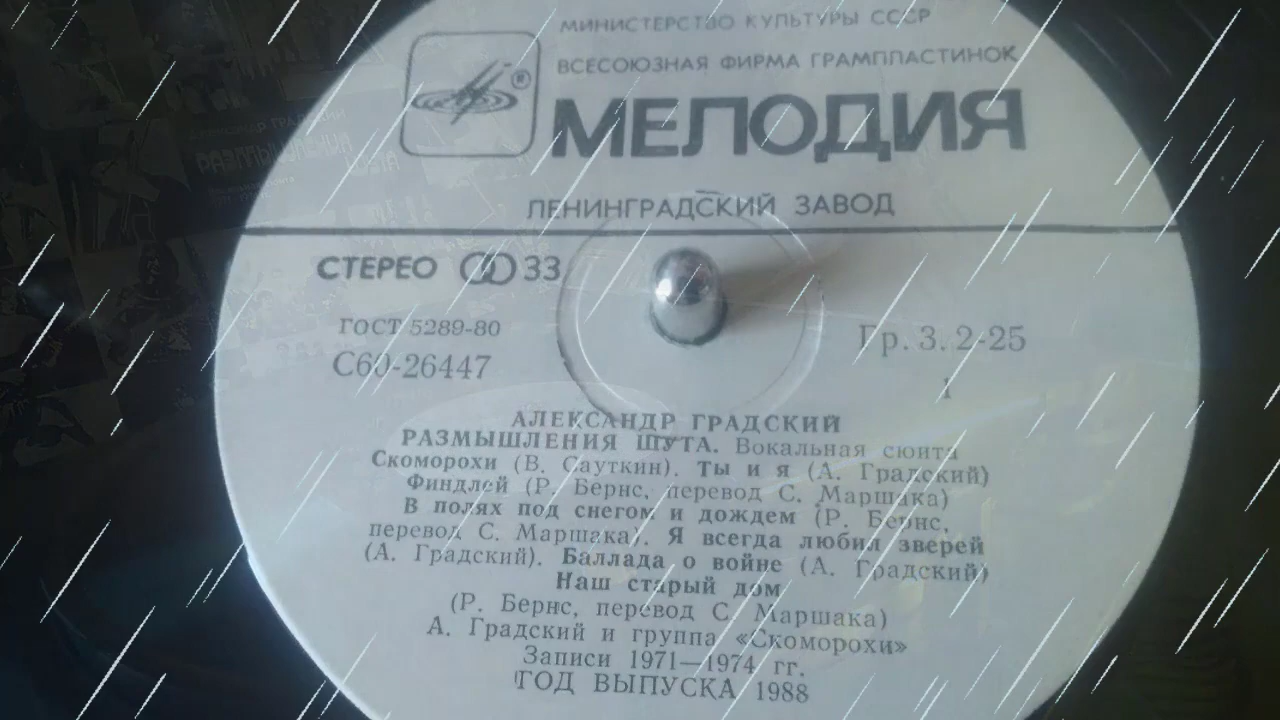 МИНИСТЕРСТВО КУЛЬТУРЫ СССР
ВСЕСОЮЗНАЯ ФИРМА ГРАМПЛАСТИНОК
®
МЕЛОДИЯ
ЛЕНИНГРАДСКИЙ ЗАВОД
СТЕРЕО 33
ГОСТ 5289-80
С60-26447
Гр. 3. 2-25
1
АЛЕКСАНДР ГРАДСКИЙ
РАЗМЫШЛЕНИЯ ШУТА. Вокальная сюита
Скоморохи (В. Сауткин). Ты и я (А. Градский)
Финдлей (Р. Бернс, перевод С. Маршака)
В полях под снегом и дождем (Р. Бернс,
перевод С. Маршака). Я всегда любил зверей
(А. Градский). Баллада о войне (А. Градский)
Наш старый дом
(Р. Бернс, перевод С. Маршака)
А. Градский и группа «Скоморохи»
Записи 1971—1974 гг.
ГОД ВЫПУСКА 1988